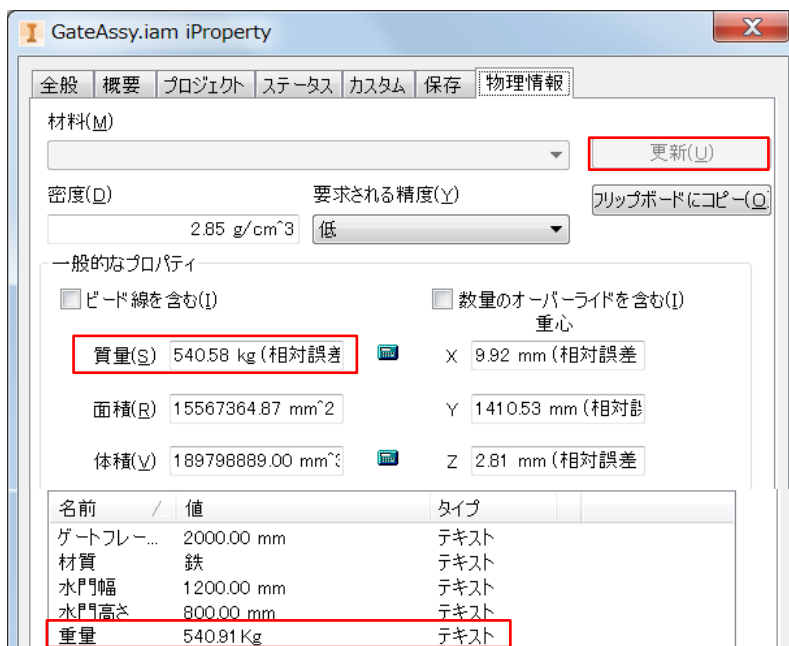 GateAssy.iam iProperty
全般 概要 プロジェクト ステータス カスタム 保存 物理情報
材料(M)
更新(U)
密度(D) 要求される精度(Y)
フリップボードにコピー(O)
2.85 g/cm^3 低
一般的なプロパティ
ビード線を含む(I) 数量のオーバーライドを含む(I)
重心
質量(S) 540.58 kg (相対誤差 X 9.92 mm (相対誤差
面積(R) 15567364.87 mm^2 Y 1410.53 mm (相対誤
体積(V) 189798889.00 mm^3 Z 2.81 mm (相対誤差
名前 値 タイプ
ゲートフレー... 2000.00 mm テキスト
材質 鉄 テキスト
水門幅 1200.00 mm テキスト
水門高さ 800.00 mm テキスト
重量 540.91Kg テキスト